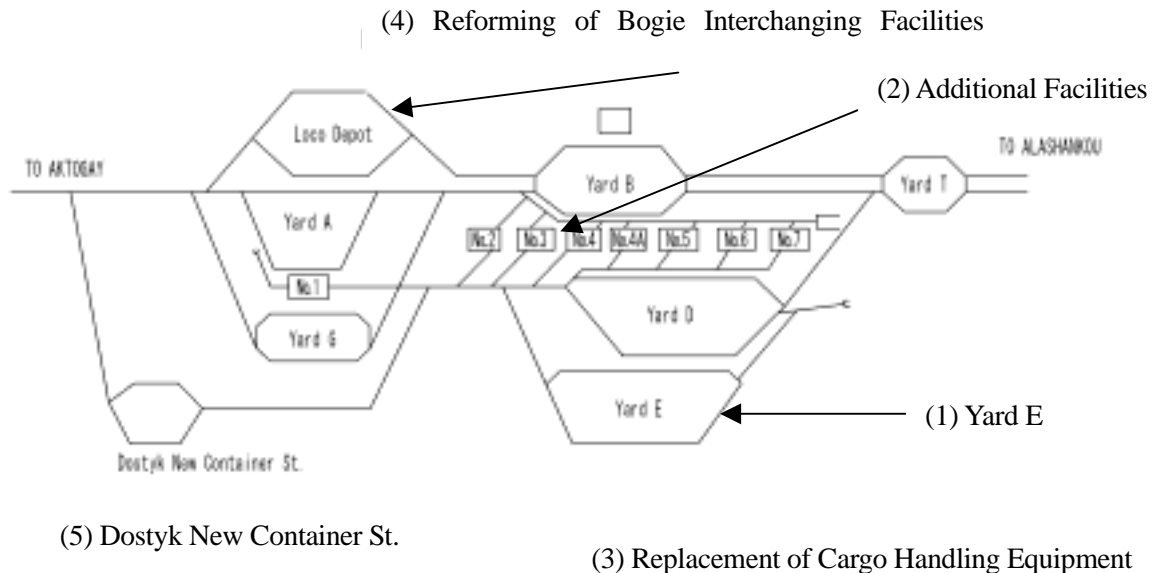 (4) Reforming of Bogie Interchanging Facilities
(2) Additional Facilities
Loco Depot
TO ALASHANKOU
TO AKTOGAY
Yard B
Yard T
Yard A
No.2
No.3
No.4
No.4A
No.5
No.6
No.7
No.1
Yard D
Yard G
Yard E
(1) Yard E
Dostyk New Container St.
(5) Dostyk New Container St.
(3) Replacement of Cargo Handling Equipment